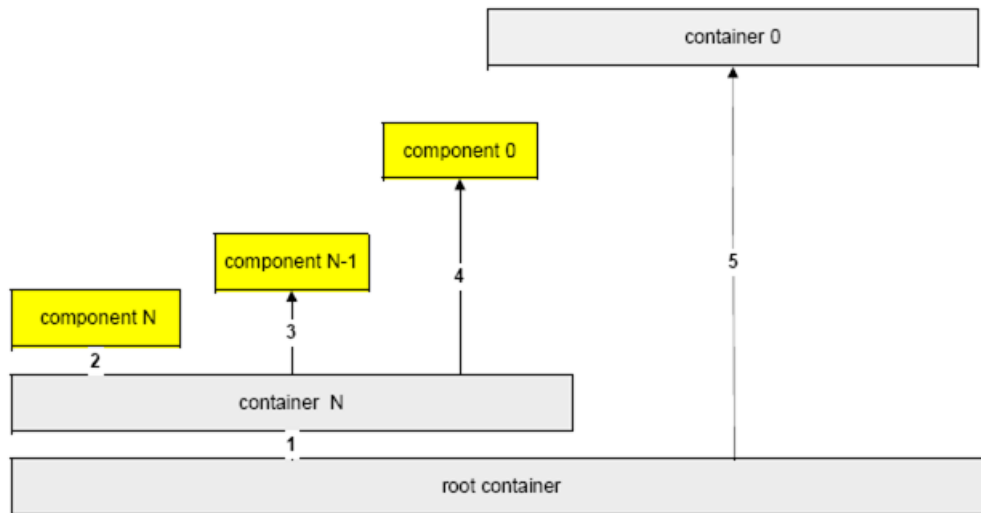 container 0
component 0
component N-1
4
5
component N
3
2
container N
1
root container